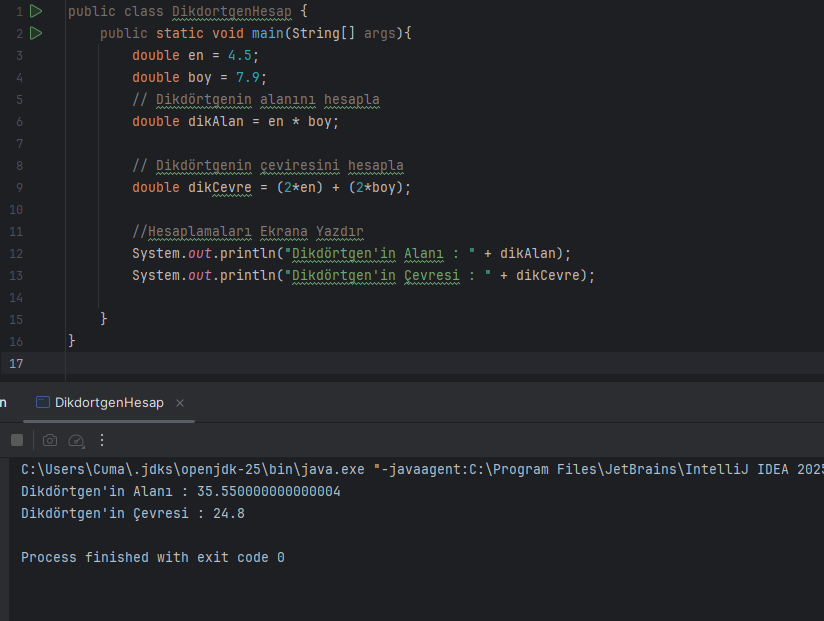 1 public class DikdortgenHesap {
2 public static void main(String[] args){
3 double en = 4.5;
4 double boy = 7.9;
5 // Dikdörtgenin alanını hesapla
6 double dikAlan = en * boy;
7
8 // Dikdörtgenin çeviresini hesapla
9 double dikCevre = (2*en) + (2*boy);
10
11 //Hesaplamaları Ekrana Yazdır
12 System.out.println("Dikdörtgen'in Alanı : " + dikAlan);
13 System.out.println("Dikdörtgen'in Çevresi : " + dikCevre);
14
15 }
16 }
17
n DikdortgenHesap ×
C:\Users\Cuma\.jdks\openjdk-25\bin\java.exe "-javaagent:C:\Program Files\JetBrains\IntelliJ IDEA 2025
Dikdörtgen'in Alanı : 35.550000000000004
Dikdörtgen'in Çevresi : 24.8
Process finished with exit code 0